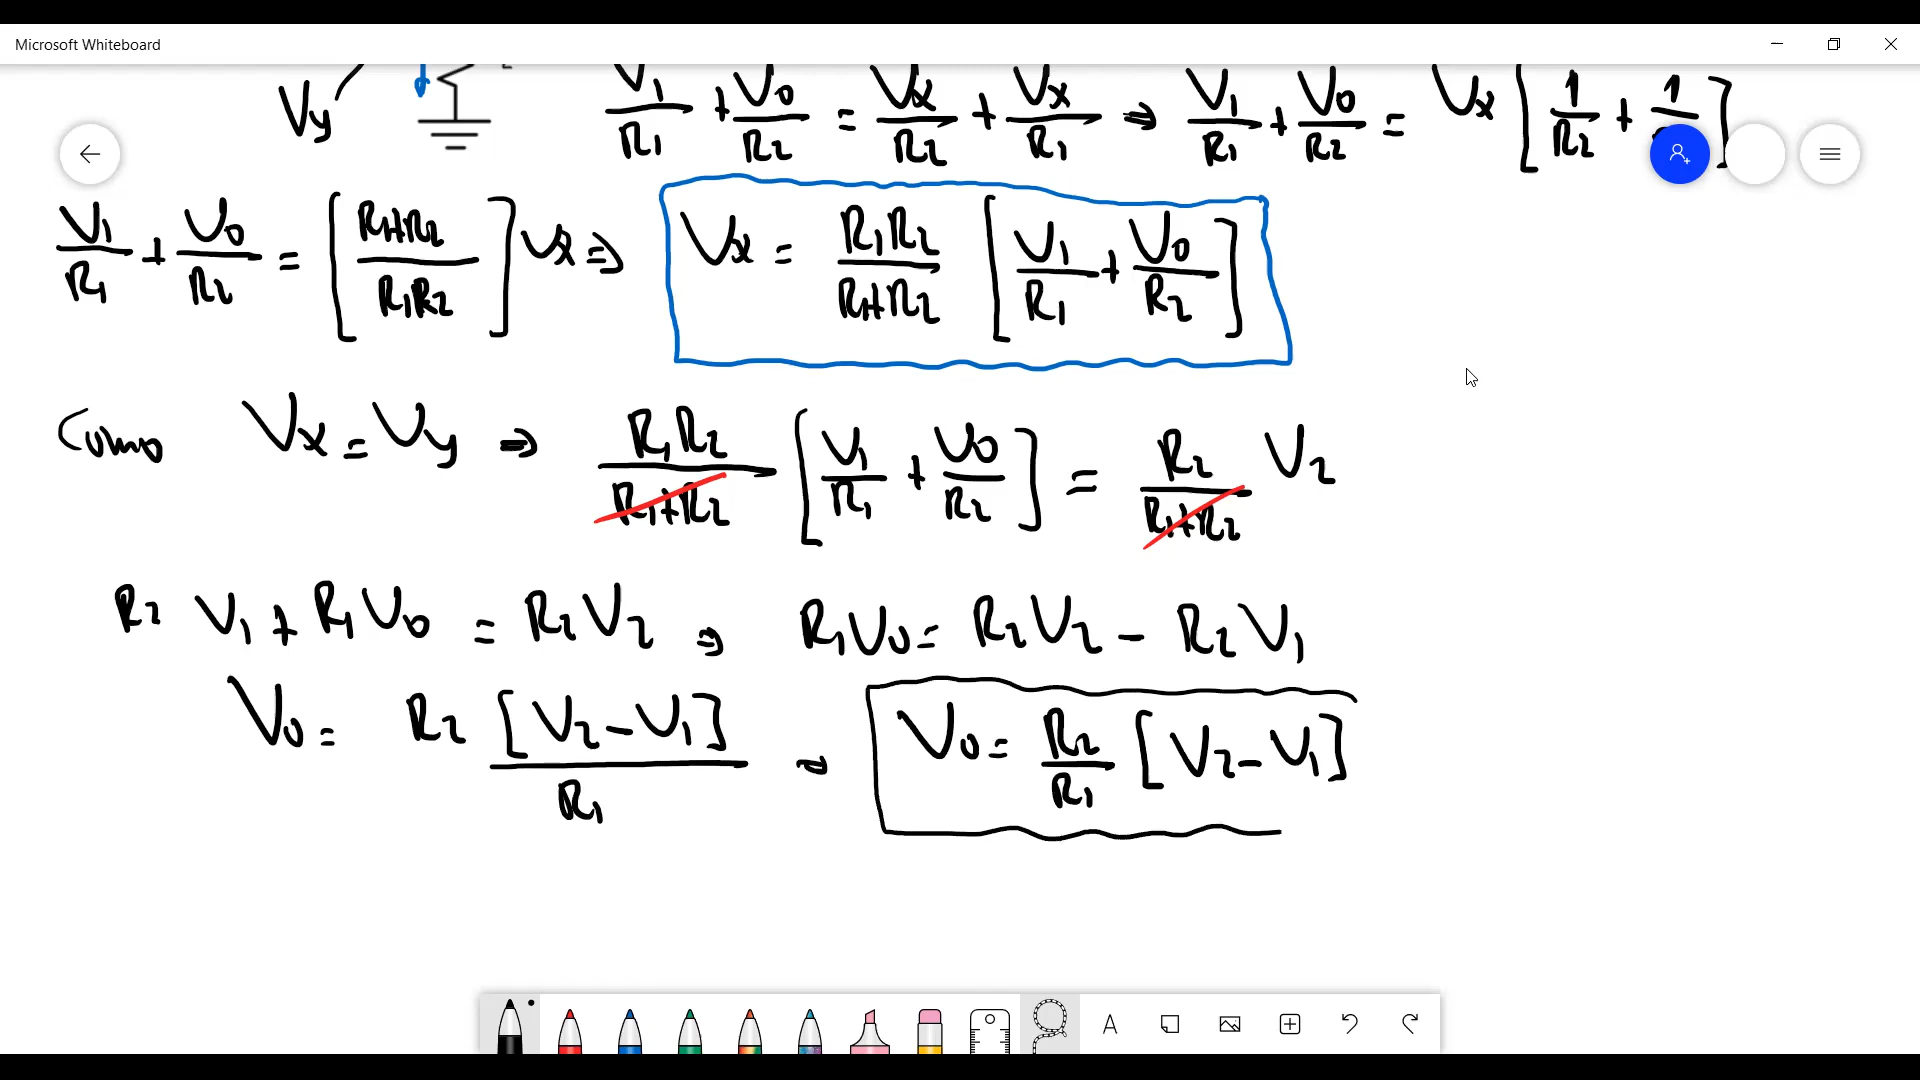 Microsoft Whiteboard
Vy
V1/R1 + V0/R2 = Vx/R2 + Vx/R1 ⇒ V1/R1 + V0/R2 = Vx [1/R2 + 1/ ]
V1/R1 + V0/R2 = [R1+R2 / R1R2] Vx ⇒ Vx = R1R2/R1+R2 [V1/R1 + V0/R2]
Como Vx = Vy ⇒ R1R2/R1+R2 [V1/R1 + V0/R2] = R2/R1+R2 V2
R2 V1 + R1V0 = R2V2 ⇒ R1V0 = R2V2 - R2V1
V0 = R2 [V2-V1] / R1 ⇒ V0 = R2/R1 [V2-V1]
A